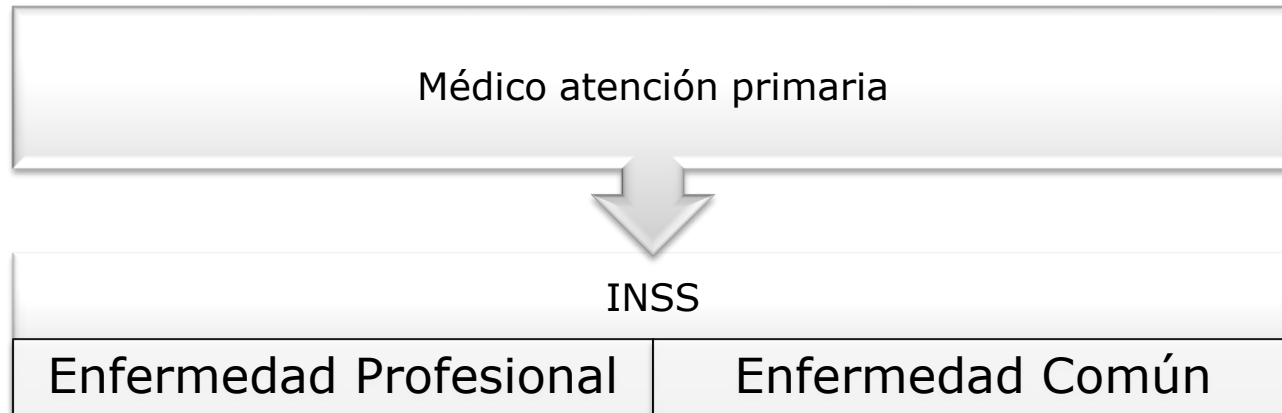 Médico atención primaria
INSS
Enfermedad Profesional
Enfermedad Común